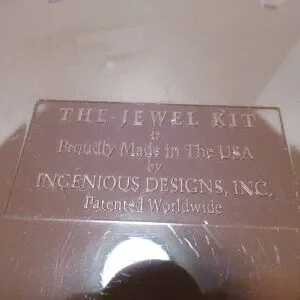 THE JEWEL KIT
is
Proudly Made in The USA
by
INGENIOUS DESIGNS, INC.
Patented Worldwide